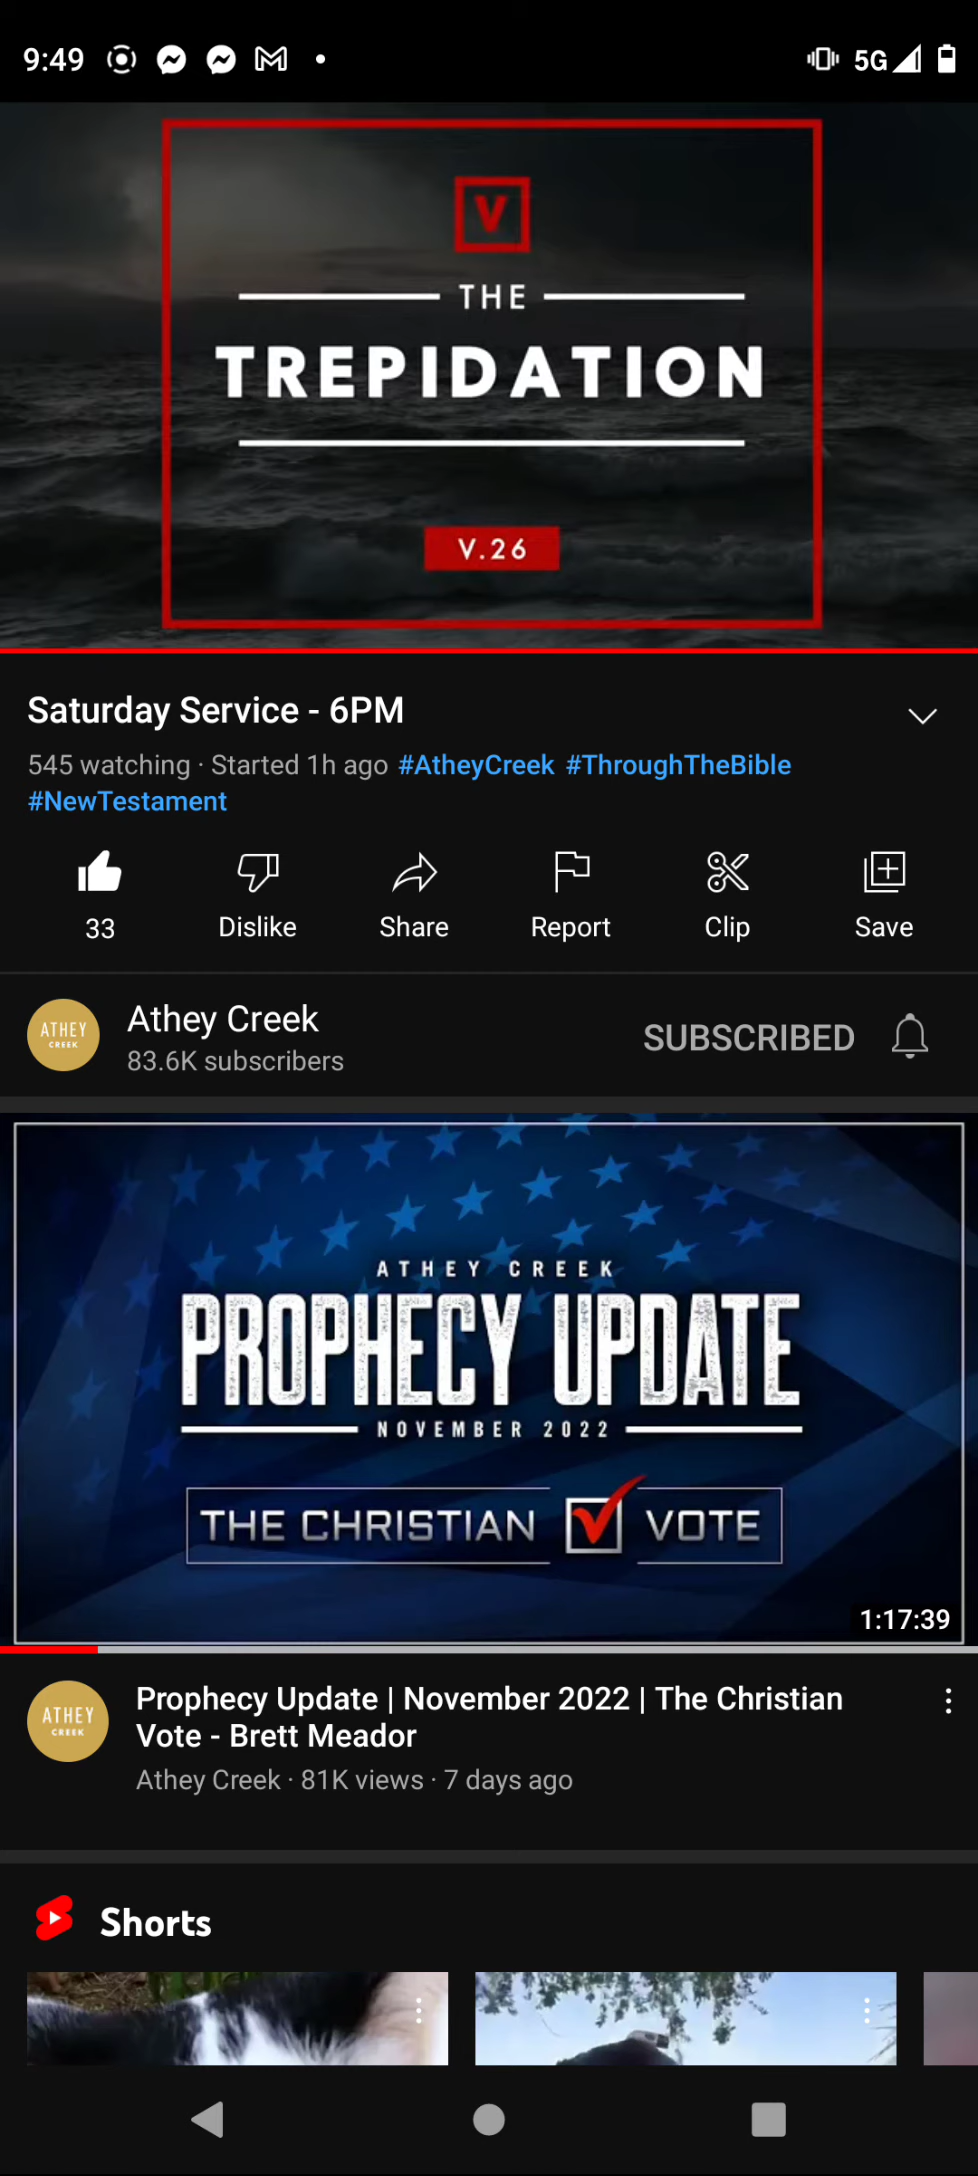 9:49
5G
V
THE
TREPIDATION
V.26
Saturday Service - 6PM
545 watching · Started 1h ago #AtheyCreek #ThroughTheBible
#NewTestament
33
Dislike
Share
Report
Clip
Save
ATHEY
CREEK
Athey Creek
83.6K subscribers
SUBSCRIBED
ATHEY CREEK
PROPHECY UPDATE
NOVEMBER 2022
THE CHRISTIAN VOTE
1:17:39
ATHEY
CREEK
Prophecy Update | November 2022 | The Christian
Vote - Brett Meador
Athey Creek · 81K views · 7 days ago
Shorts